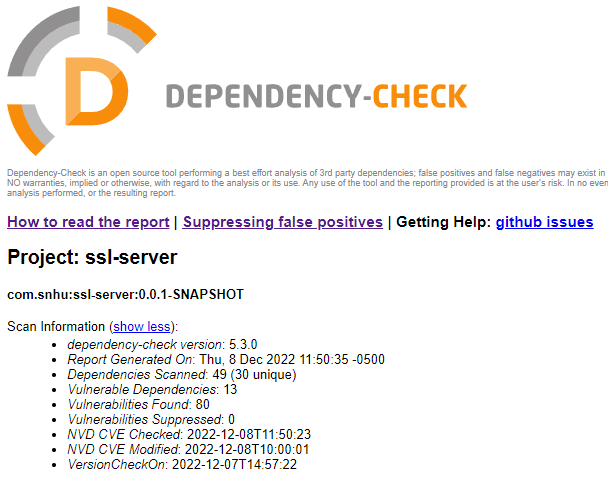 DEPENDENCY-CHECK
Dependency-Check is an open source tool performing a best effort analysis of 3rd party dependencies; false positives and false negatives may exist in
NO warranties, implied or otherwise, with regard to the analysis or its use. Any use of the tool and the reporting provided is at the user's risk. In no even
analysis performed, or the resulting report.
How to read the report | Suppressing false positives | Getting Help: github issues
Project: ssl-server
com.snhu:ssl-server:0.0.1-SNAPSHOT
Scan Information (show less):
• dependency-check version: 5.3.0
• Report Generated On: Thu, 8 Dec 2022 11:50:35 -0500
• Dependencies Scanned: 49 (30 unique)
• Vulnerable Dependencies: 13
• Vulnerabilities Found: 80
• Vulnerabilities Suppressed: 0
• NVD CVE Checked: 2022-12-08T11:50:23
• NVD CVE Modified: 2022-12-08T10:00:01
• VersionCheckOn: 2022-12-07T14:57:22